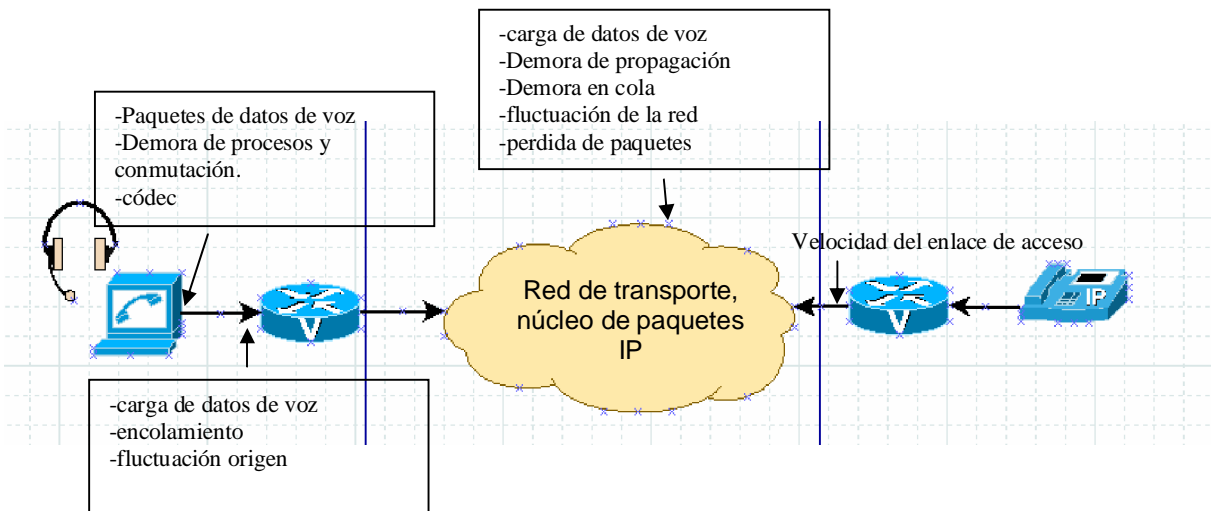 -carga de datos de voz
-Demora de propagación
-Demora en cola
-fluctuación de la red
-perdida de paquetes
-Paquetes de datos de voz
-Demora de procesos y
conmutación.
-códec
Velocidad del enlace de acceso
Red de transporte,
núcleo de paquetes
IP
V
V
IP
-carga de datos de voz
-encolamiento
-fluctuación origen